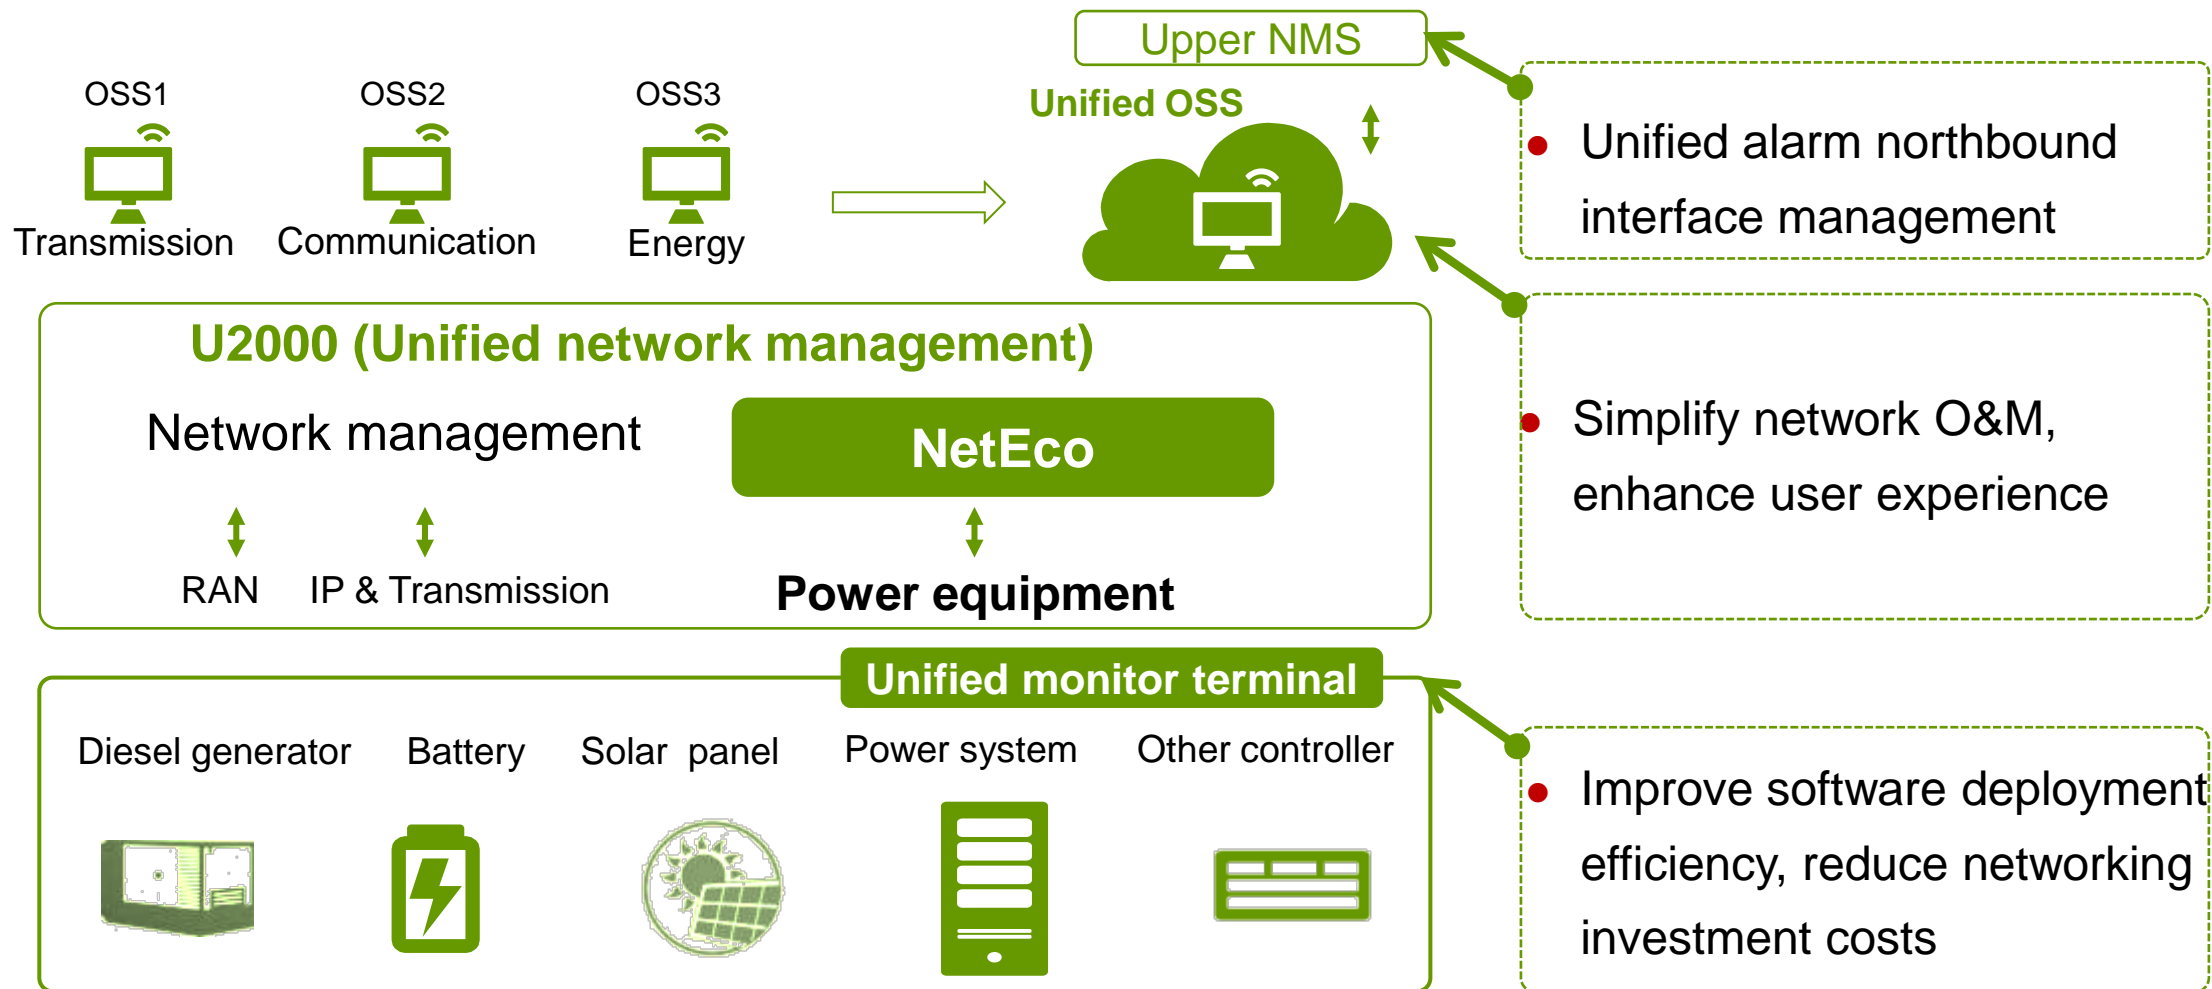 Upper NMS
OSS1
OSS2
OSS3
Unified OSS
Transmission
Communication
Energy
• Unified alarm northbound
interface management
U2000 (Unified network management)
Network management
NetEco
RAN
IP & Transmission
Power equipment
• Simplify network O&M,
enhance user experience
Unified monitor terminal
Diesel generator
Battery
Solar panel
Power system
Other controller
• Improve software deployment
efficiency, reduce networking
investment costs